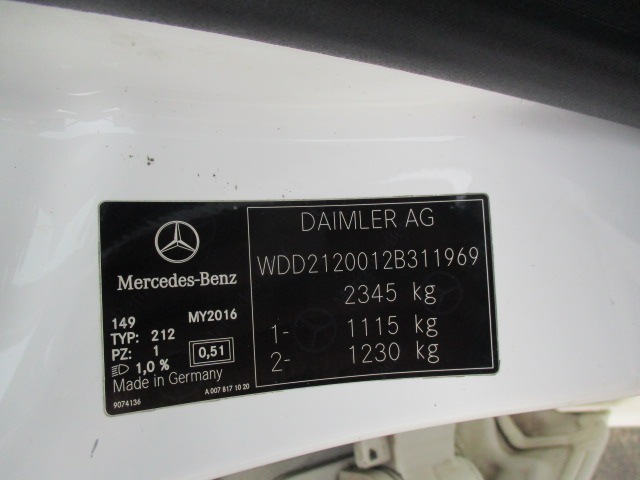 Mercedes-Benz
149 MY2016
TYP: 212
PZ: 1 0,51
1,0 %
Made in Germany
9074136 A 007 817 10 20
DAIMLER AG
WDD2120012B311969
2345 kg
1- 1115 kg
2- 1230 kg